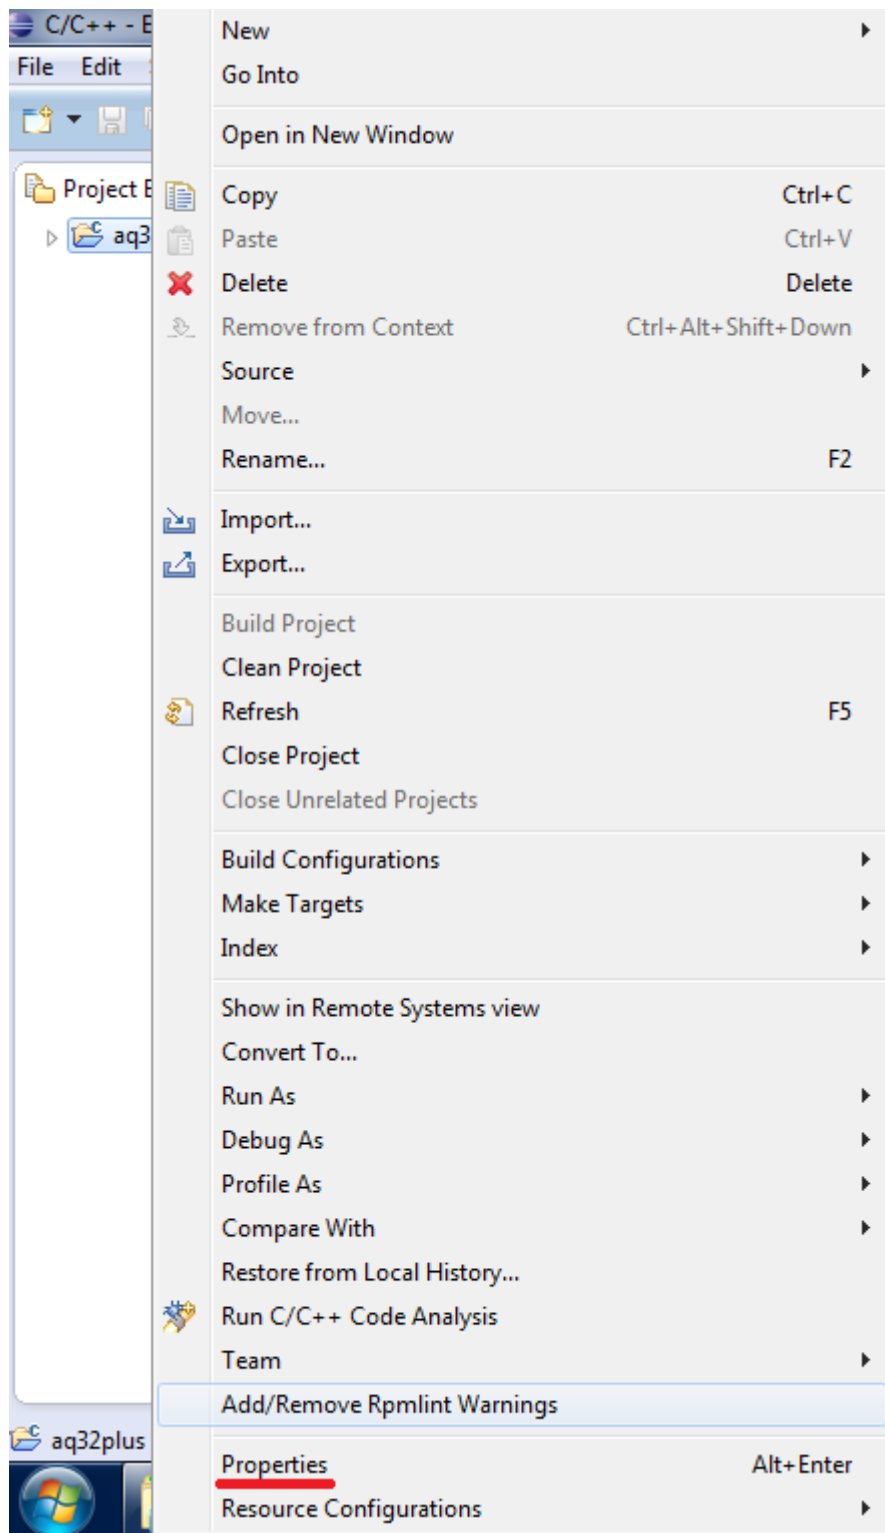 C/C++ - E
File Edit
Project E
aq3
New
Go Into
Open in New Window
Copy Ctrl+C
Paste Ctrl+V
Delete Delete
Remove from Context Ctrl+Alt+Shift+Down
Source
Move...
Rename... F2
Import...
Export...
Build Project
Clean Project
Refresh F5
Close Project
Close Unrelated Projects
Build Configurations
Make Targets
Index
Show in Remote Systems view
Convert To...
Run As
Debug As
Profile As
Compare With
Restore from Local History...
Run C/C++ Code Analysis
Team
Add/Remove Rpmlint Warnings
Properties Alt+Enter
Resource Configurations
aq32plus